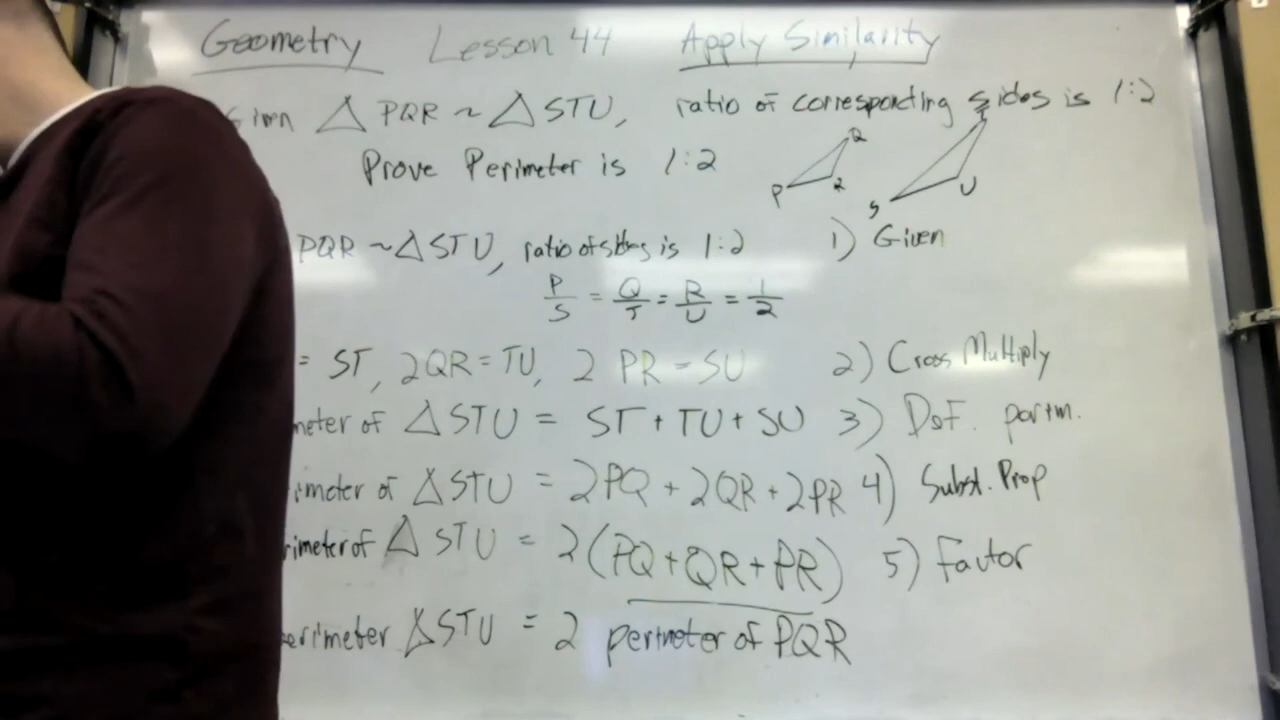 Geometry Lesson 44 Apply Similarity
Givn △ PQR ~ △ STU, ratio of corresponding sides is 1:2
Prove Perimeter is 1:2
Q
P R
T
S U
PQR ~ △ STU, ratio of sides is 1:2 1) Given
P/S = Q/T = R/U = 1/2
= ST, 2QR = TU, 2 PR = SU 2) Cross Multiply
meter of △ STU = ST + TU + SU 3) Def. perim.
imeter of △ STU = 2PQ + 2QR + 2PR 4) Subst. Prop
rimeter of △ STU = 2(PQ + QR + PR) 5) Factor
erimeter △ STU = 2 perimeter of PQR